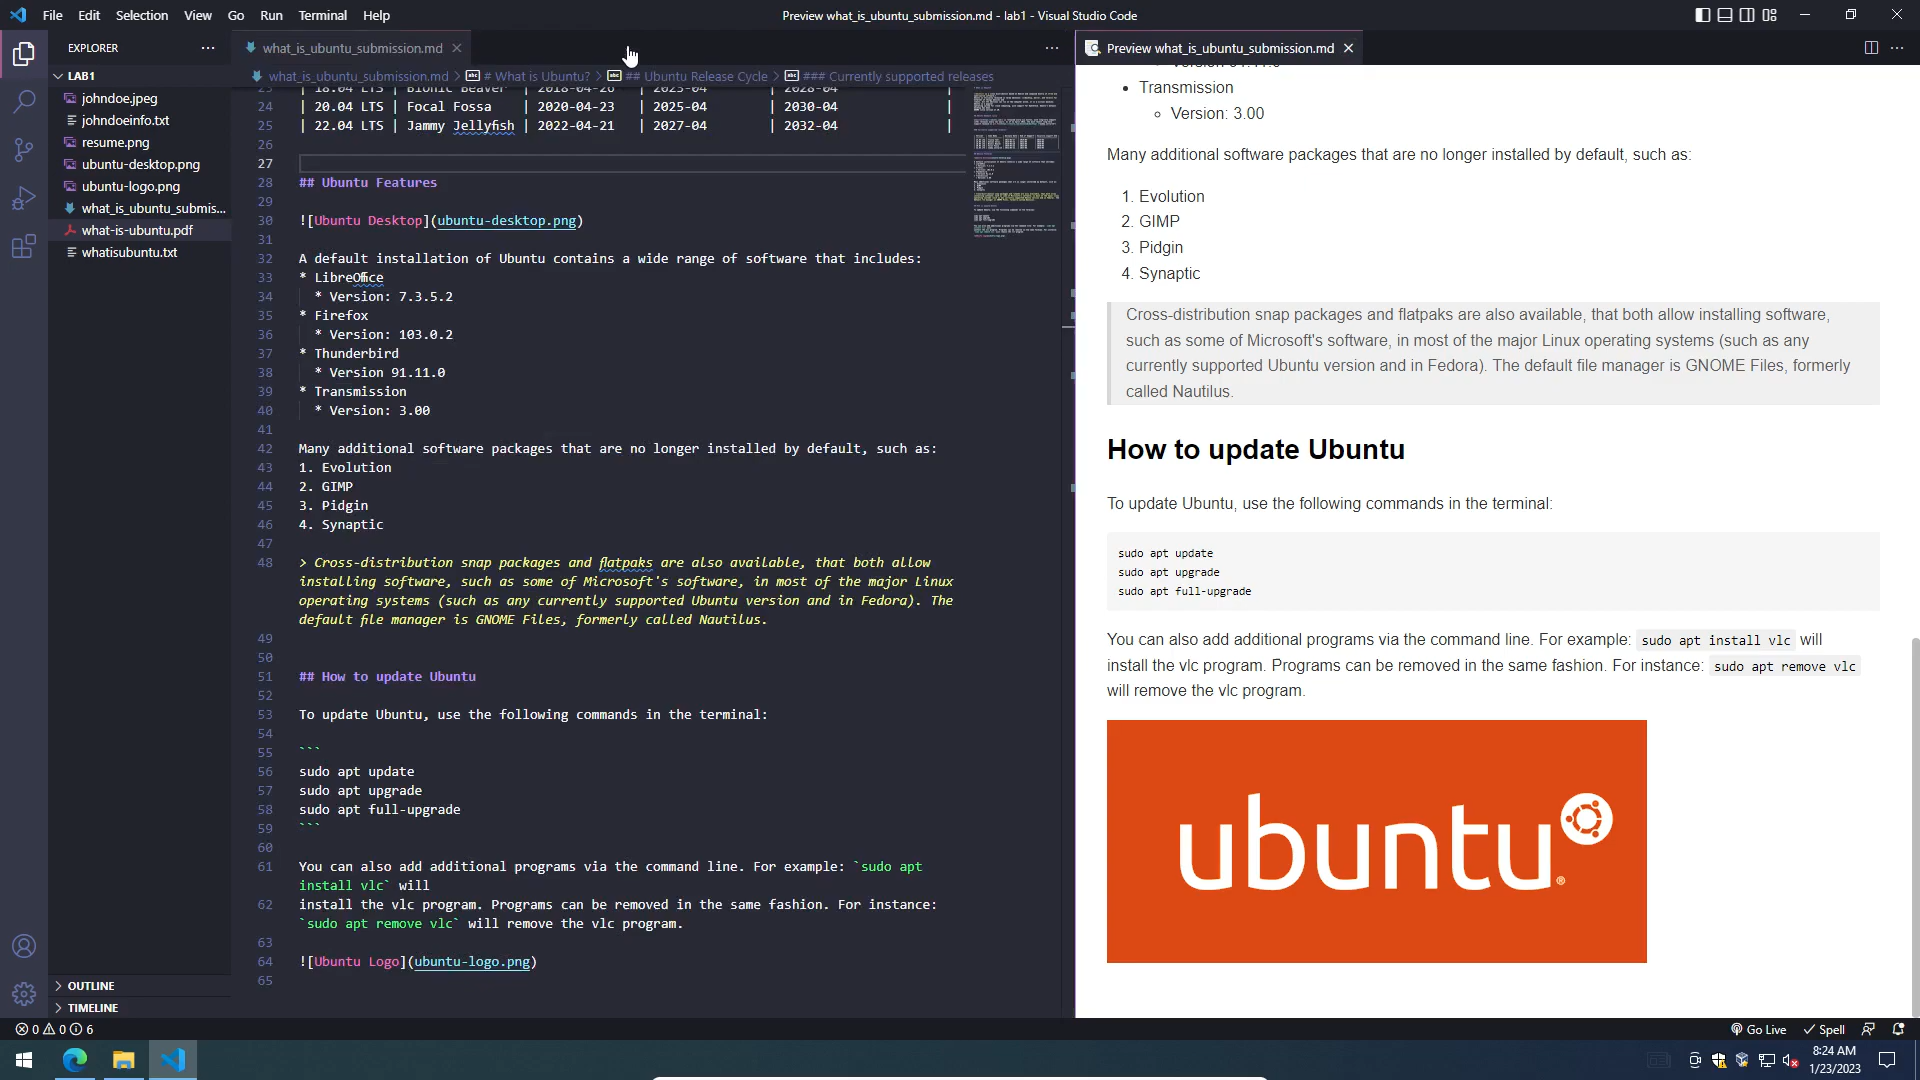 File Edit Selection View Go Run Terminal Help
Preview what_is_ubuntu_submission.md - lab1 - Visual Studio Code
EXPLORER
LAB1
johndoe.jpeg
johndoeinfo.txt
resume.png
ubuntu-desktop.png
ubuntu-logo.png
what_is_ubuntu_submis...
what-is-ubuntu.pdf
whatisubuntu.txt
OUTLINE
TIMELINE
what_is_ubuntu_submission.md
what_is_ubuntu_submission.md > # What is Ubuntu? > ## Ubuntu Release Cycle > ### Currently supported releases
23 | 18.04 LTS | Bionic Beaver | 2018-04-26 | 2023-04 | 2028-04 |
24 | 20.04 LTS | Focal Fossa | 2020-04-23 | 2025-04 | 2030-04 |
25 | 22.04 LTS | Jammy Jellyfish | 2022-04-21 | 2027-04 | 2032-04 |
26
27
28 ## Ubuntu Features
29
30 ![Ubuntu Desktop](ubuntu-desktop.png)
31
32 A default installation of Ubuntu contains a wide range of software that includes:
33 * LibreOffice
34 * Version: 7.3.5.2
35 * Firefox
36 * Version: 103.0.2
37 * Thunderbird
38 * Version 91.11.0
39 * Transmission
40 * Version: 3.00
41
42 Many additional software packages that are no longer installed by default, such as:
43 1. Evolution
44 2. GIMP
45 3. Pidgin
46 4. Synaptic
47
48 > Cross-distribution snap packages and flatpaks are also available, that both allow
installing software, such as some of Microsoft's software, in most of the major Linux
operating systems (such as any currently supported Ubuntu version and in Fedora). The
default file manager is GNOME Files, formerly called Nautilus.
49
50
51 ## How to update Ubuntu
52
53 To update Ubuntu, use the following commands in the terminal:
54
55 ```
56 sudo apt update
57 sudo apt upgrade
58 sudo apt full-upgrade
59 ```
60
61 You can also add additional programs via the command line. For example: `sudo apt
install vlc` will
62 install the vlc program. Programs can be removed in the same fashion. For instance:
`sudo apt remove vlc` will remove the vlc program.
63
64 ![Ubuntu Logo](ubuntu-logo.png)
65
Preview what_is_ubuntu_submission.md
Transmission
Version: 3.00
Many additional software packages that are no longer installed by default, such as:
1. Evolution
2. GIMP
3. Pidgin
4. Synaptic
Cross-distribution snap packages and flatpaks are also available, that both allow installing software,
such as some of Microsoft's software, in most of the major Linux operating systems (such as any
currently supported Ubuntu version and in Fedora). The default file manager is GNOME Files, formerly
called Nautilus.
How to update Ubuntu
To update Ubuntu, use the following commands in the terminal:
sudo apt update
sudo apt upgrade
sudo apt full-upgrade
You can also add additional programs via the command line. For example: sudo apt install vlc will
install the vlc program. Programs can be removed in the same fashion. For instance: sudo apt remove vlc
will remove the vlc program.
ubuntu®
0 0 6
Go Live Spell
8:24 AM
1/23/2023